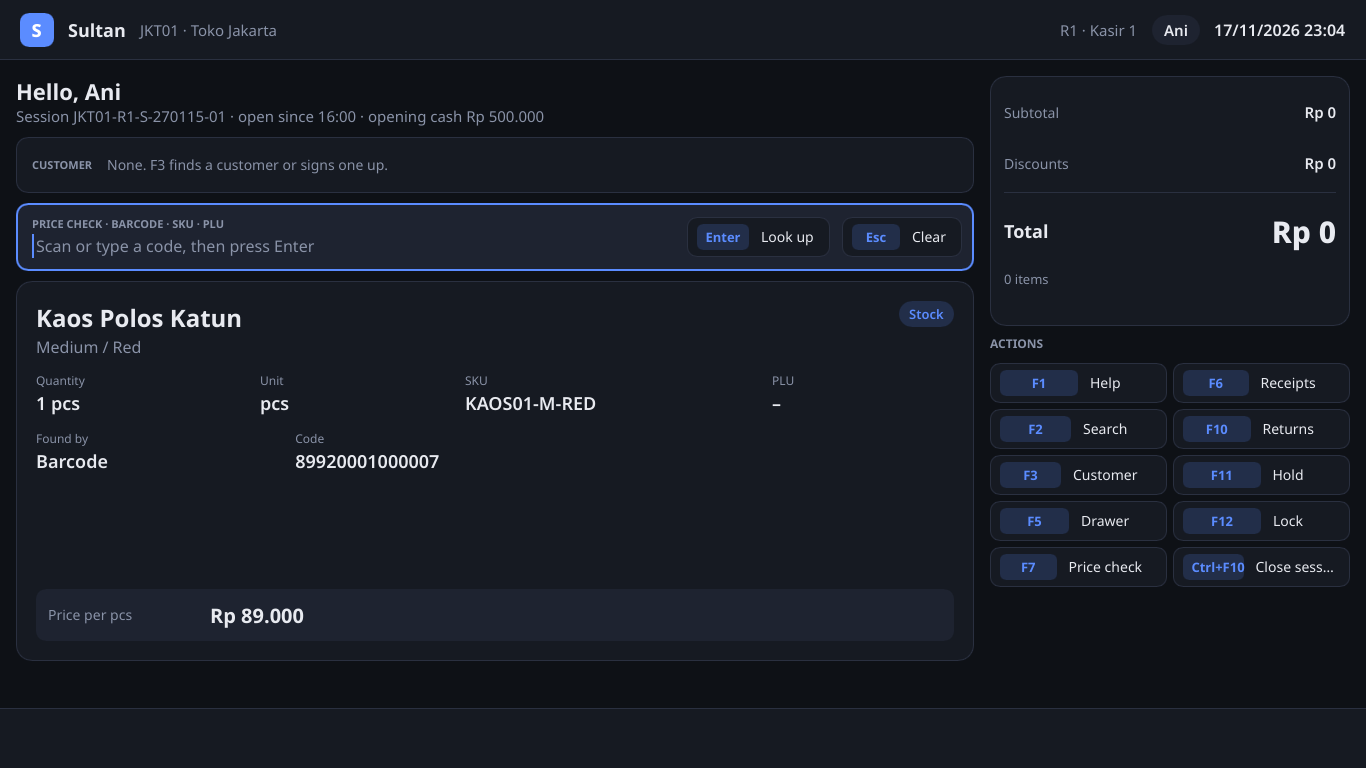 S Sultan JKT01 · Toko Jakarta
R1 · Kasir 1 Ani 17/11/2026 23:04
Hello, Ani
Session JKT01-R1-S-270115-01 · open since 16:00 · opening cash Rp 500.000
CUSTOMER None. F3 finds a customer or signs one up.
PRICE CHECK · BARCODE · SKU · PLU
Scan or type a code, then press Enter
Enter Look up
Esc Clear
Kaos Polos Katun
Stock
Medium / Red
Quantity Unit SKU PLU
1 pcs pcs KAOS01-M-RED –
Found by Code
Barcode 89920001000007
Price per pcs Rp 89.000
Subtotal Rp 0
Discounts Rp 0
Total Rp 0
0 items
ACTIONS
F1 Help
F6 Receipts
F2 Search
F10 Returns
F3 Customer
F11 Hold
F5 Drawer
F12 Lock
F7 Price check
Ctrl+F10 Close sess…